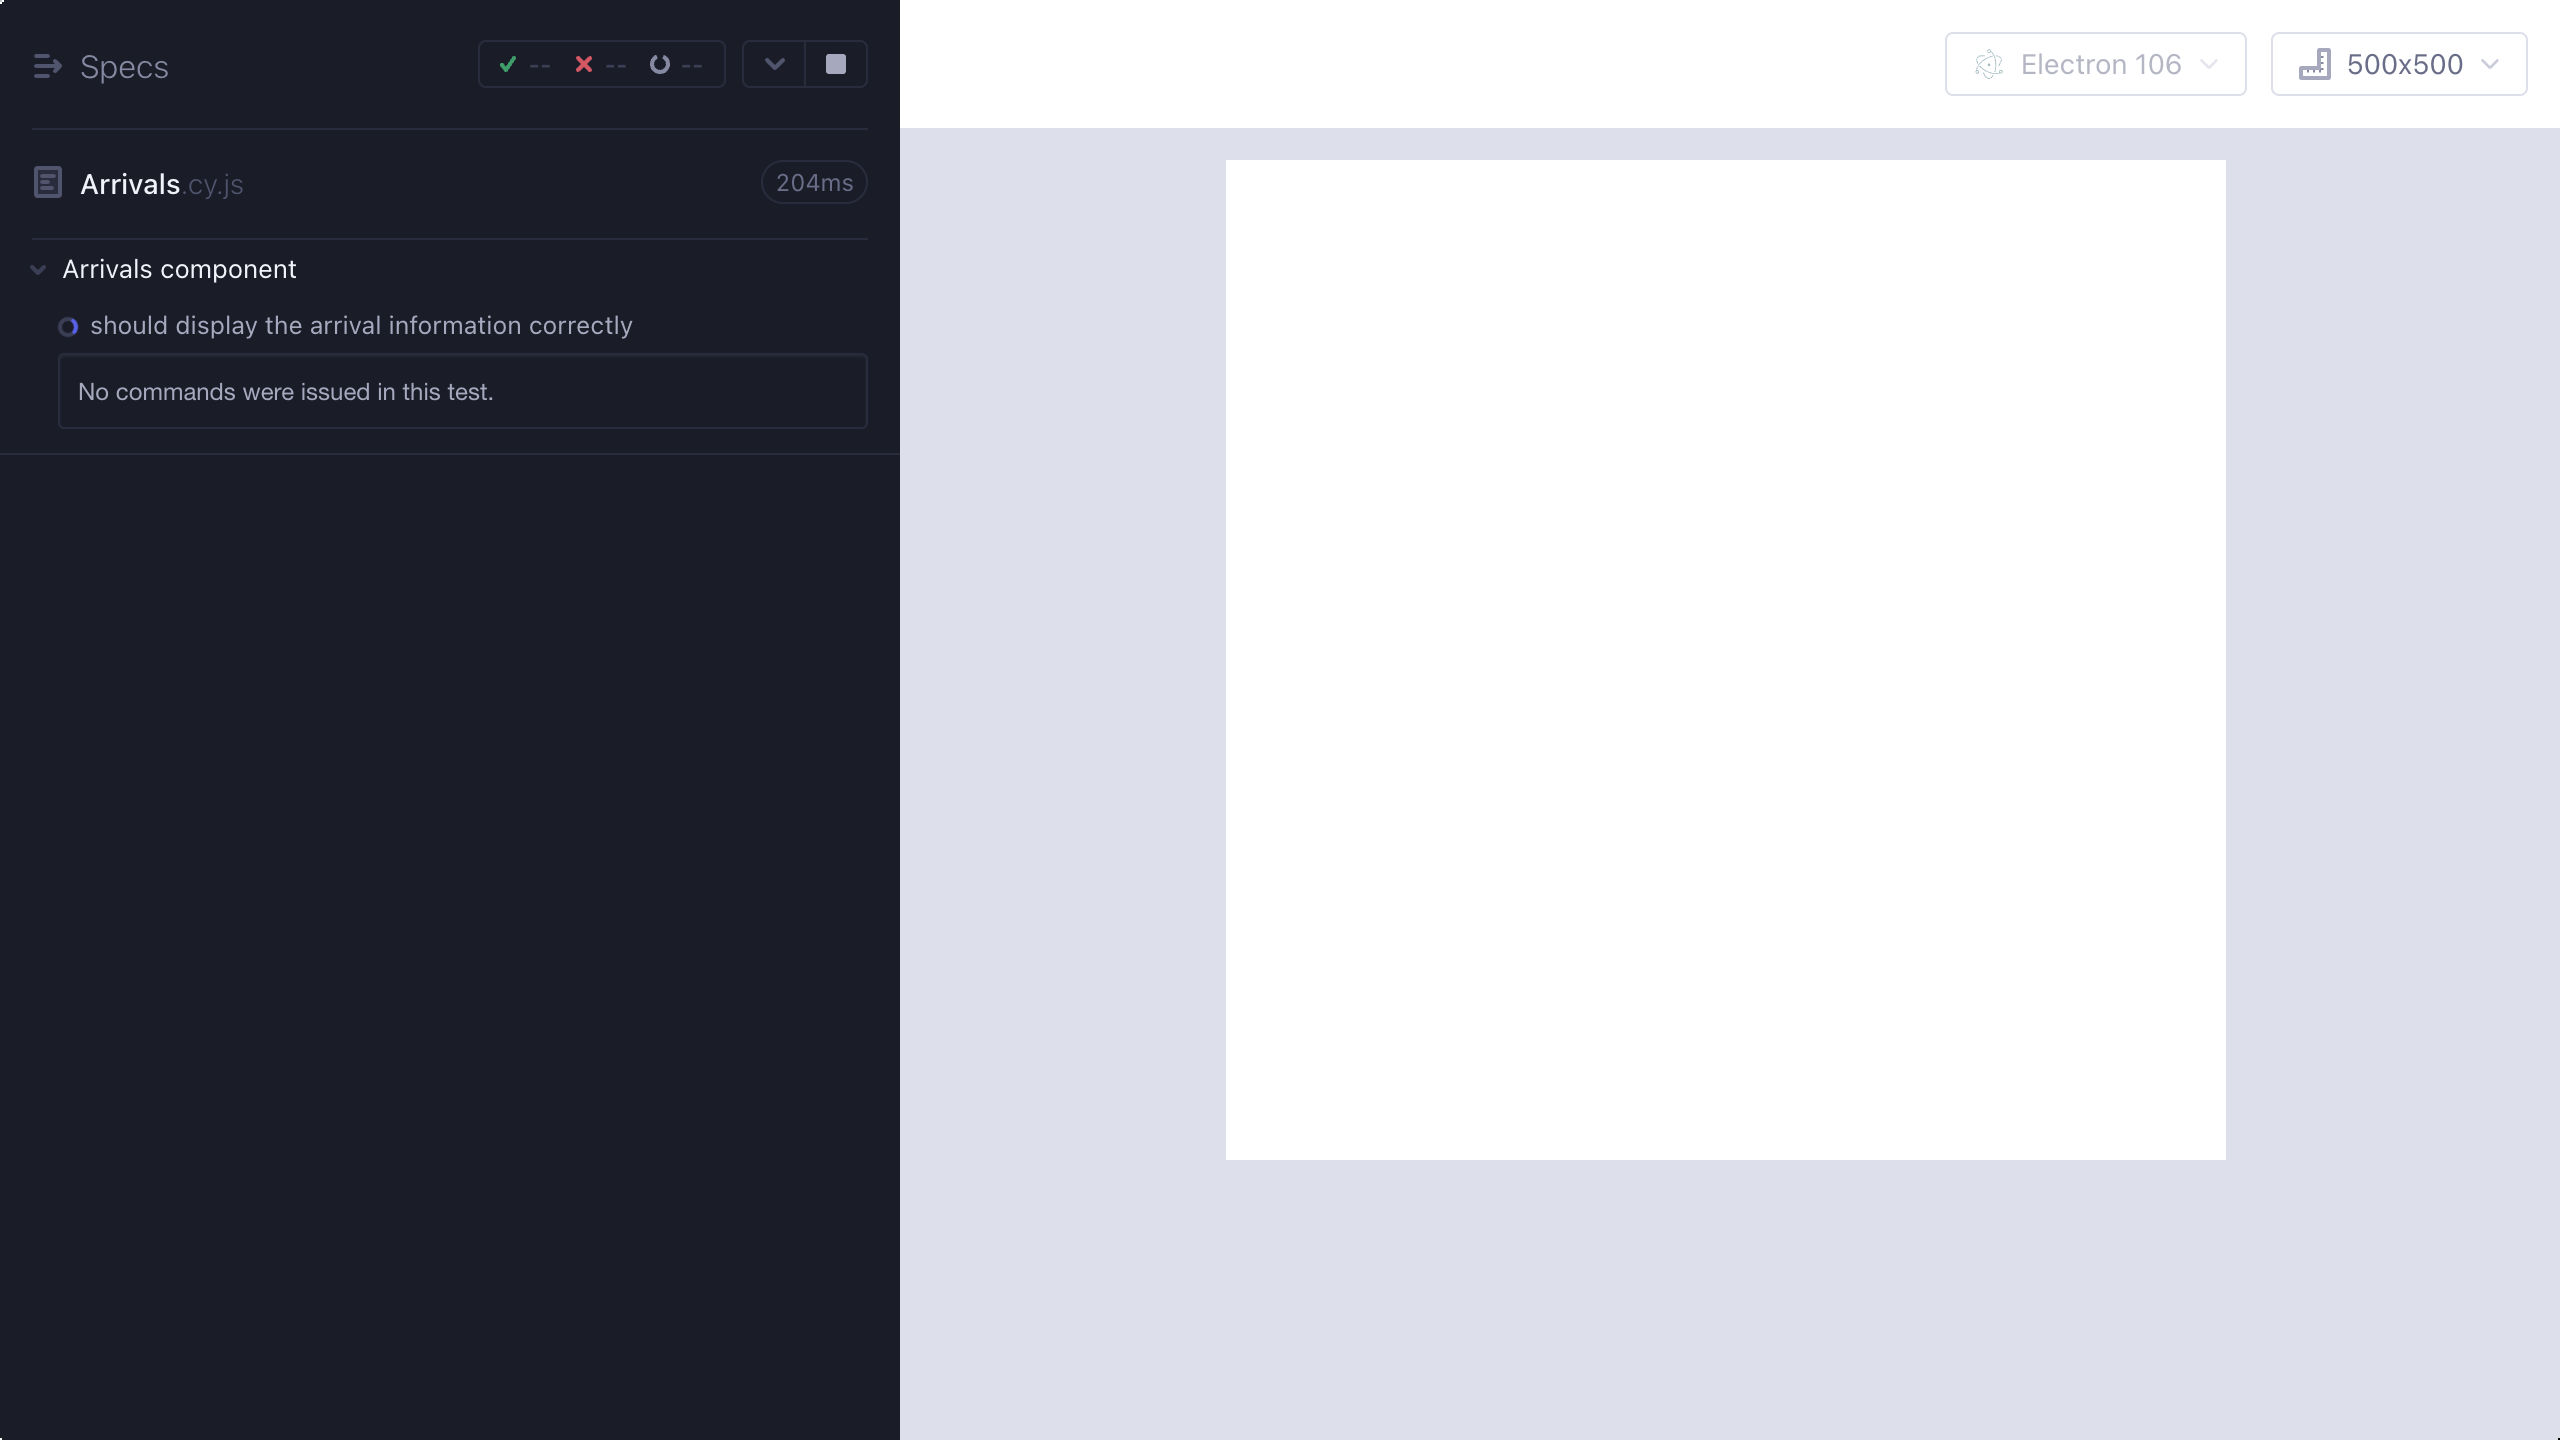 Specs
-- -- --
Electron 106
500x500
Arrivals.cy.js
204ms
Arrivals component
should display the arrival information correctly
No commands were issued in this test.